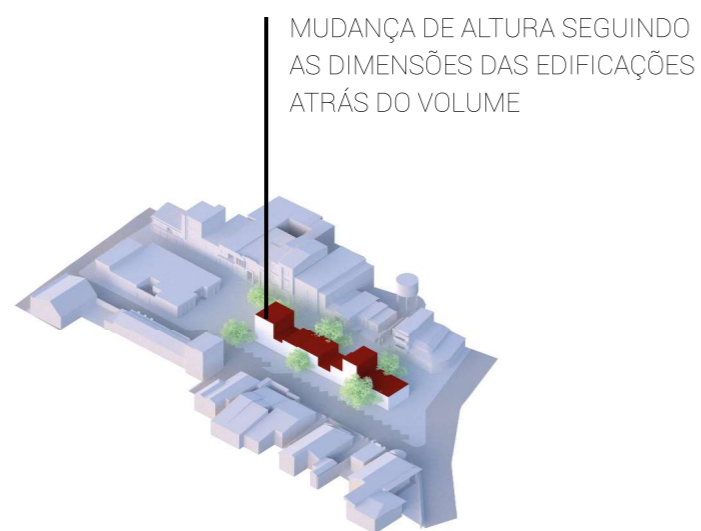 MUDANÇA DE ALTURA SEGUINDO
AS DIMENSÕES DAS EDIFICAÇÕES
ATRÁS DO VOLUME